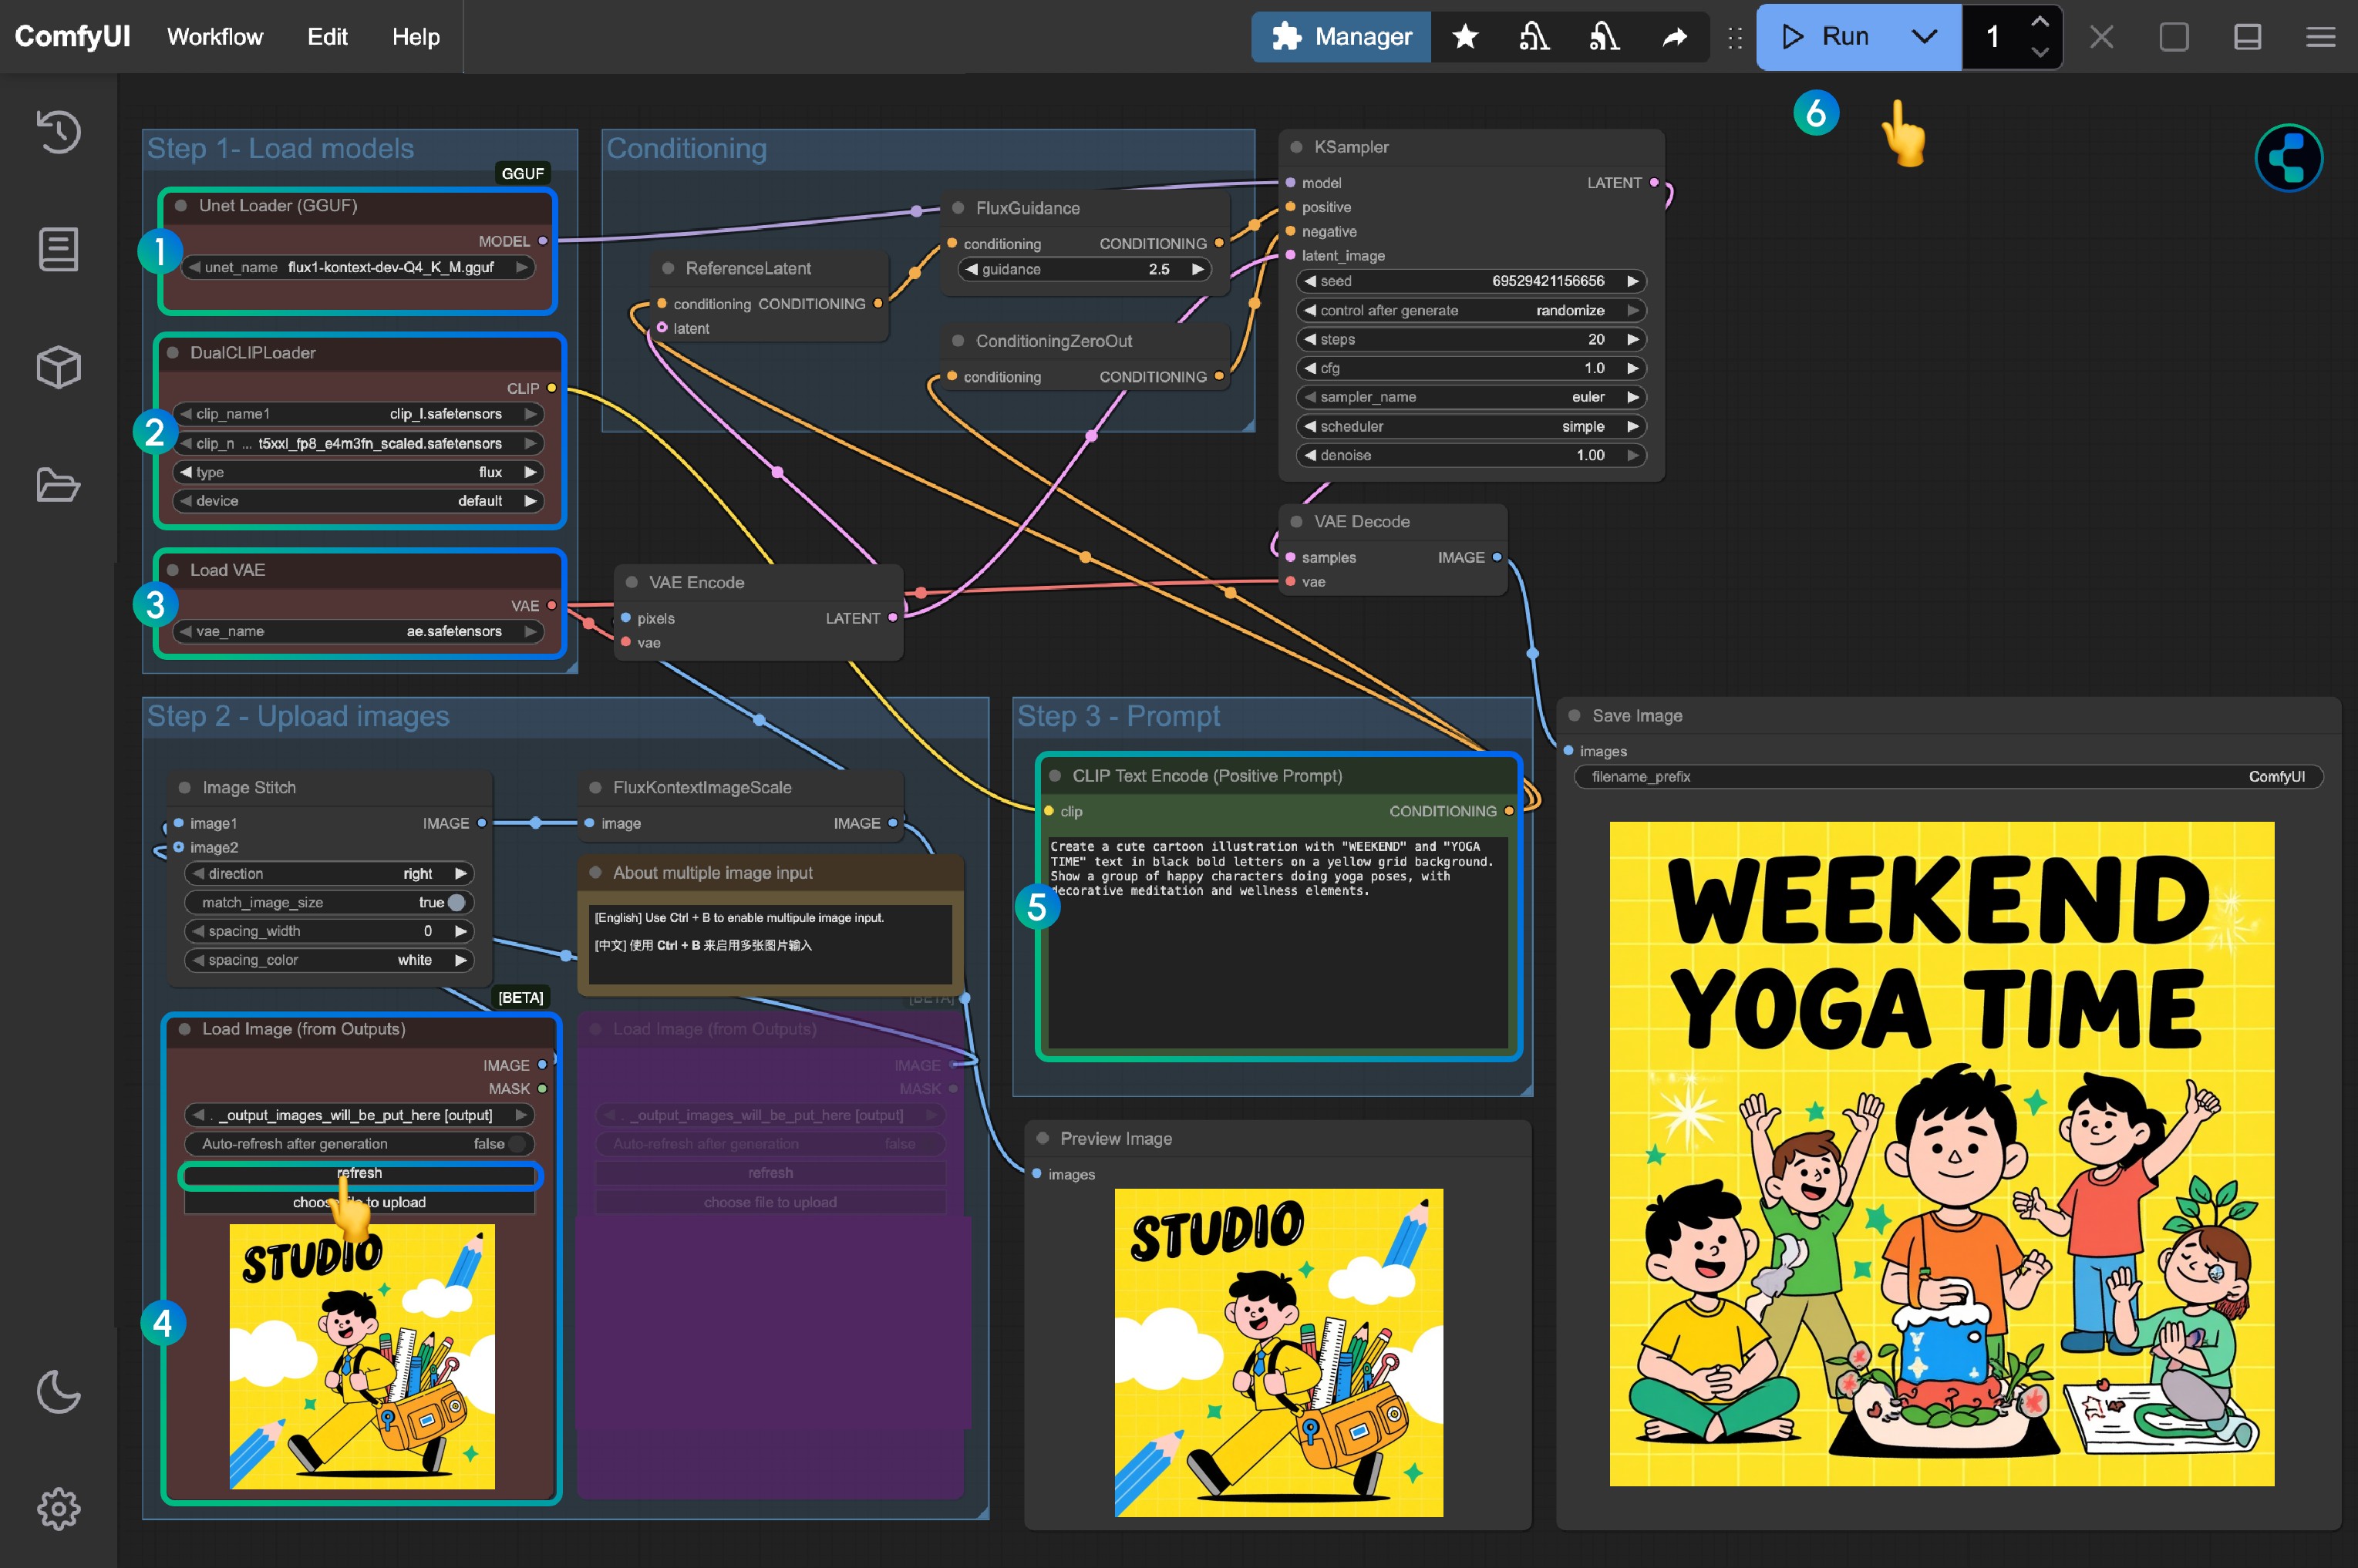 ComfyUI Workflow Edit Help Manager Run 1
6
Step 1- Load models
GGUF
Unet Loader (GGUF)
1
MODEL
unet_name flux1-kontext-dev-Q4_K_M.gguf
DualCLIPLoader
CLIP
clip_name1 clip_l.safetensors
2
clip_n ... t5xxl_fp8_e4m3fn_scaled.safetensors
type flux
device default
Load VAE
3
VAE
vae_name ae.safetensors
Conditioning
FluxGuidance
conditioning CONDITIONING
guidance 2.5
ReferenceLatent
conditioning CONDITIONING
latent
ConditioningZeroOut
conditioning CONDITIONING
KSampler
model LATENT
positive
negative
latent_image
seed 69529421156656
control after generate randomize
steps 20
cfg 1.0
sampler_name euler
scheduler simple
denoise 1.00
VAE Decode
samples IMAGE
vae
VAE Encode
pixels LATENT
vae
Step 2 - Upload images
Image Stitch
image1 IMAGE
image2
direction right
match_image_size true
spacing_width 0
spacing_color white
FluxKontextImageScale
image IMAGE
About multiple image input
[English] Use Ctrl + B to enable multipule image input.
[中文] 使用 Ctrl + B 来启用多张图片输入
[BETA]
Load Image (from Outputs)
IMAGE
MASK
. _output_images_will_be_put_here [output]
Auto-refresh after generation false
refresh
choose file to upload
4
STUDIO
[BETA]
Load Image (from Outputs)
IMAGE
MASK
. _output_images_will_be_put_here [output]
Auto-refresh after generation false
refresh
choose file to upload
Step 3 - Prompt
CLIP Text Encode (Positive Prompt)
clip CONDITIONING
Create a cute cartoon illustration with "WEEKEND" and "YOGA
TIME" text in black bold letters on a yellow grid background.
Show a group of happy characters doing yoga poses, with
decorative meditation and wellness elements.
5
Preview Image
images
STUDIO
Save Image
images
filename_prefix ComfyUI
WEEKEND
YOGA TIME